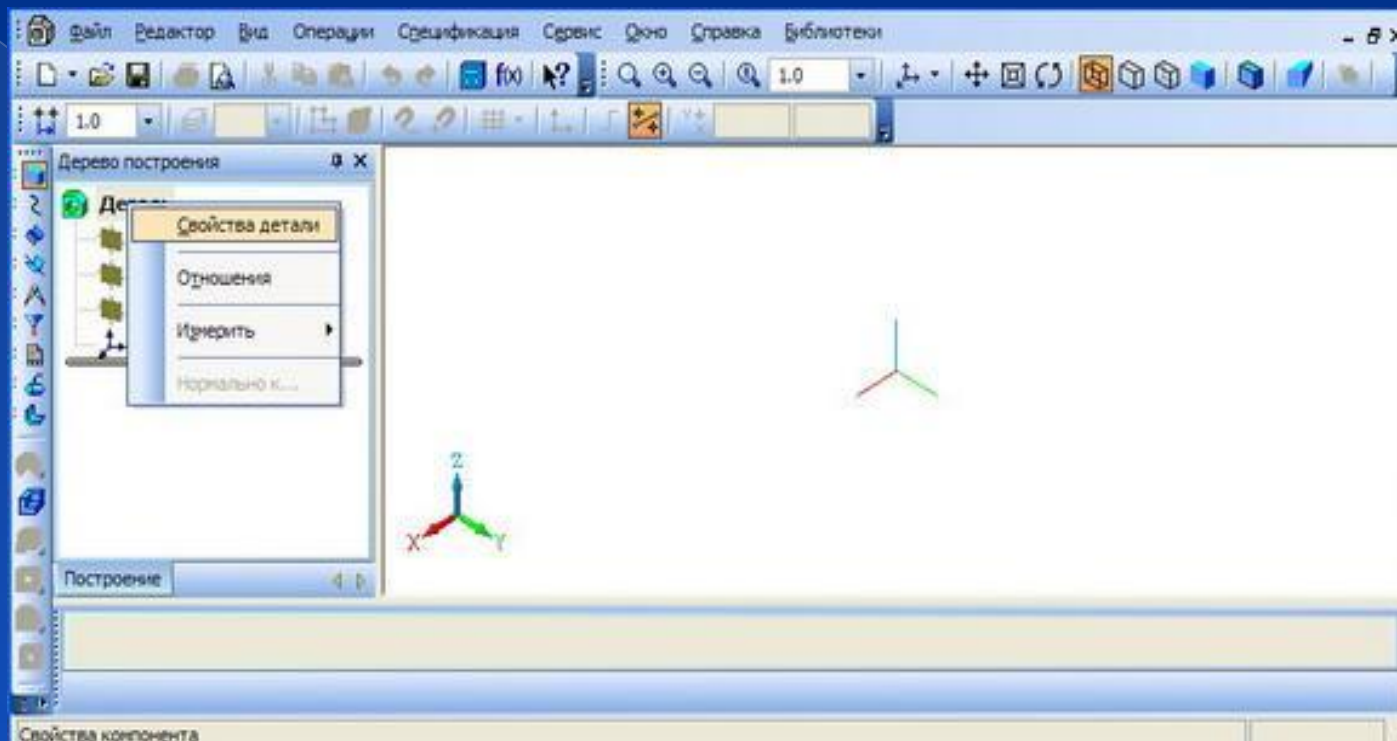 Файл Редактор Вид Операции Спецификация Сервис Окно Справка Библиотеки
f(x) 1.0
1.0
Дерево построения
Свойства детали
Отношения
Измерить
Нормально к...
Z
X Y
Построение
Свойства компонента